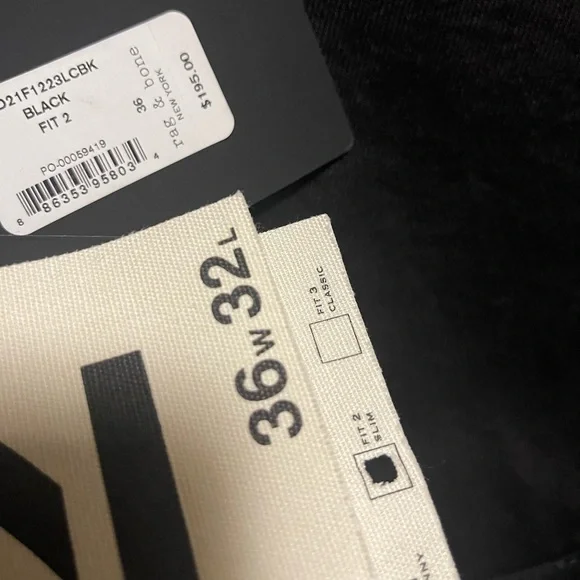 D21F1223LCBK
BLACK
FIT 2
36
rag & bone
NEW YORK
$195.00
PO-00059419
8 86353 95803 4
36W 32L
FIT 3
CLASSIC
FIT 2
SLIM